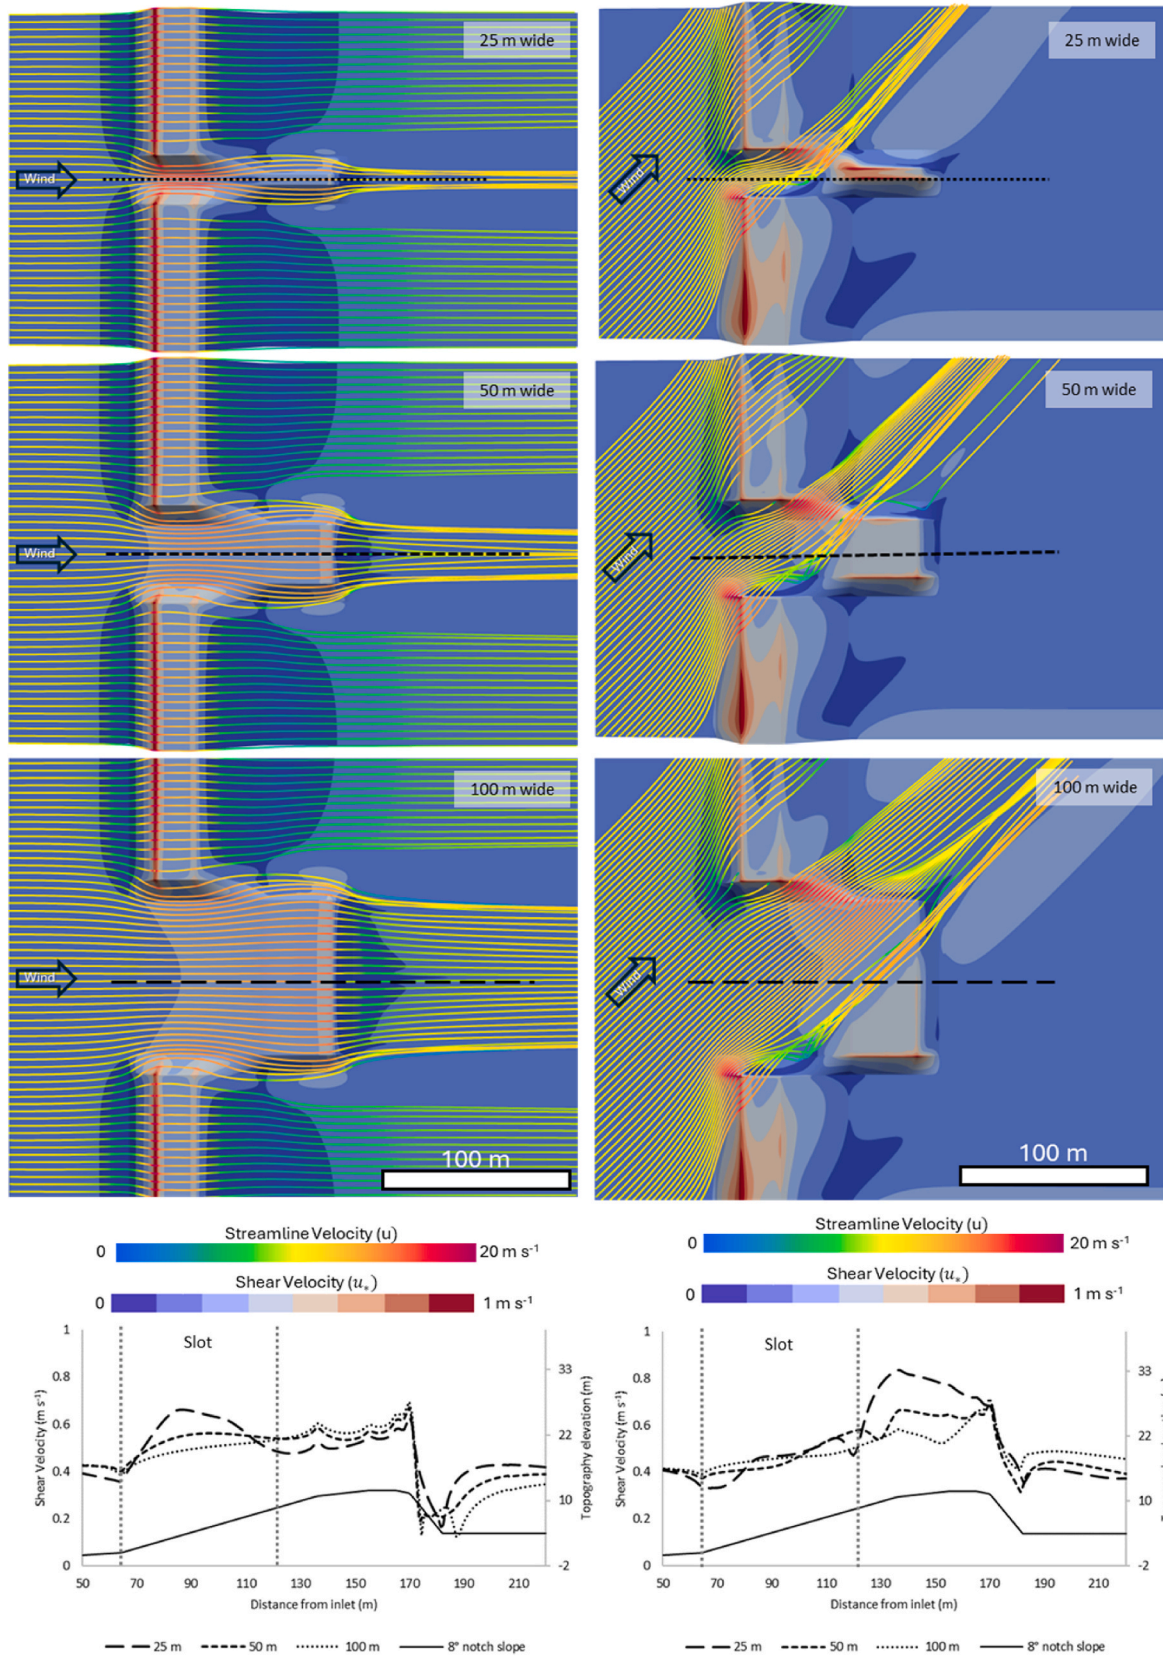 25 m wide
Wind
25 m wide
Wind
50 m wide
Wind
50 m wide
Wind
100 m wide
Wind
100 m
100 m wide
Wind
100 m
Streamline Velocity (u)
0 20 m s⁻¹
Shear Velocity (u*)
0 1 m s⁻¹
Streamline Velocity (u)
0 20 m s⁻¹
Shear Velocity (u*)
0 1 m s⁻¹
Slot
Shear Velocity (m s⁻¹)
1
0.8
0.6
0.4
0.2
0
33
22
10
-2
Topography elevation (m)
50 70 90 110 130 150 170 190 210
Distance from inlet (m)
25 m 50 m 100 m 8° notch slope
Slot
Shear Velocity (m s⁻¹)
1
0.8
0.6
0.4
0.2
0
33
22
10
-2
50 70 90 110 130 150 170 190 210
Distance from inlet (m)
25 m 50 m 100 m 8° notch slope